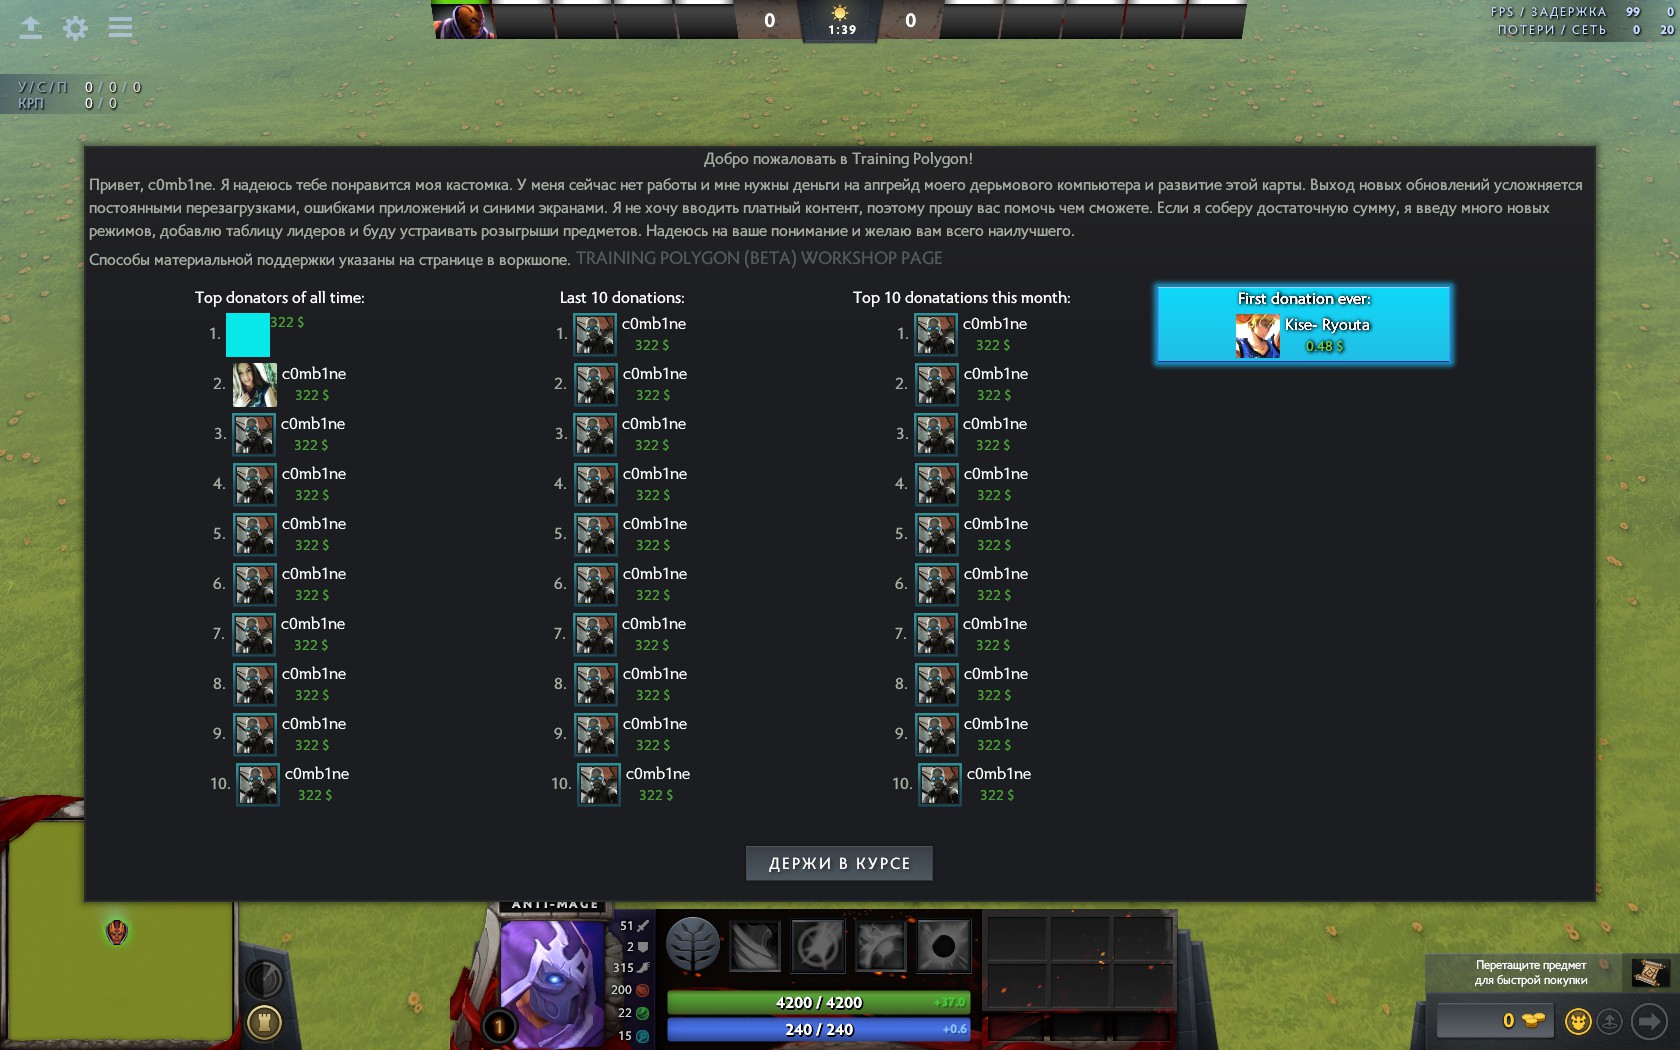 0
1:39
0
FPS / ЗАДЕРЖКА 99 0
ПОТЕРИ / СЕТЬ 0 20
У/С/П 0 / 0 / 0
КРП 0 / 0
Добро пожаловать в Training Polygon!
Привет, c0mb1ne. Я надеюсь тебе понравится моя кастомка. У меня сейчас нет работы и мне нужны деньги на апгрейд моего дерьмового компьютера и развитие этой карты. Выход новых обновлений усложняется
постоянными перезагрузками, ошибками приложений и синими экранами. Я не хочу вводить платный контент, поэтому прошу вас помочь чем сможете. Если я соберу достаточную сумму, я введу много новых
режимов, добавлю таблицу лидеров и буду устраивать розыгрыши предметов. Надеюсь на ваше понимание и желаю вам всего наилучшего.
Способы материальной поддержки указаны на странице в воркшопе. TRAINING POLYGON (BETA) WORKSHOP PAGE
Top donators of all time:
1. 322 $
2. c0mb1ne
322 $
3. c0mb1ne
322 $
4. c0mb1ne
322 $
5. c0mb1ne
322 $
6. c0mb1ne
322 $
7. c0mb1ne
322 $
8. c0mb1ne
322 $
9. c0mb1ne
322 $
10. c0mb1ne
322 $
Last 10 donations:
1. c0mb1ne
322 $
2. c0mb1ne
322 $
3. c0mb1ne
322 $
4. c0mb1ne
322 $
5. c0mb1ne
322 $
6. c0mb1ne
322 $
7. c0mb1ne
322 $
8. c0mb1ne
322 $
9. c0mb1ne
322 $
10. c0mb1ne
322 $
Top 10 donatations this month:
1. c0mb1ne
322 $
2. c0mb1ne
322 $
3. c0mb1ne
322 $
4. c0mb1ne
322 $
5. c0mb1ne
322 $
6. c0mb1ne
322 $
7. c0mb1ne
322 $
8. c0mb1ne
322 $
9. c0mb1ne
322 $
10. c0mb1ne
322 $
First donation ever:
Kise- Ryouta
0.48 $
ДЕРЖИ В КУРСЕ
ANTI-MAGE
51
2
315
200
22
15
1
4200 / 4200 +37.0
240 / 240 +0.6
Перетащите предмет
для быстрой покупки
0